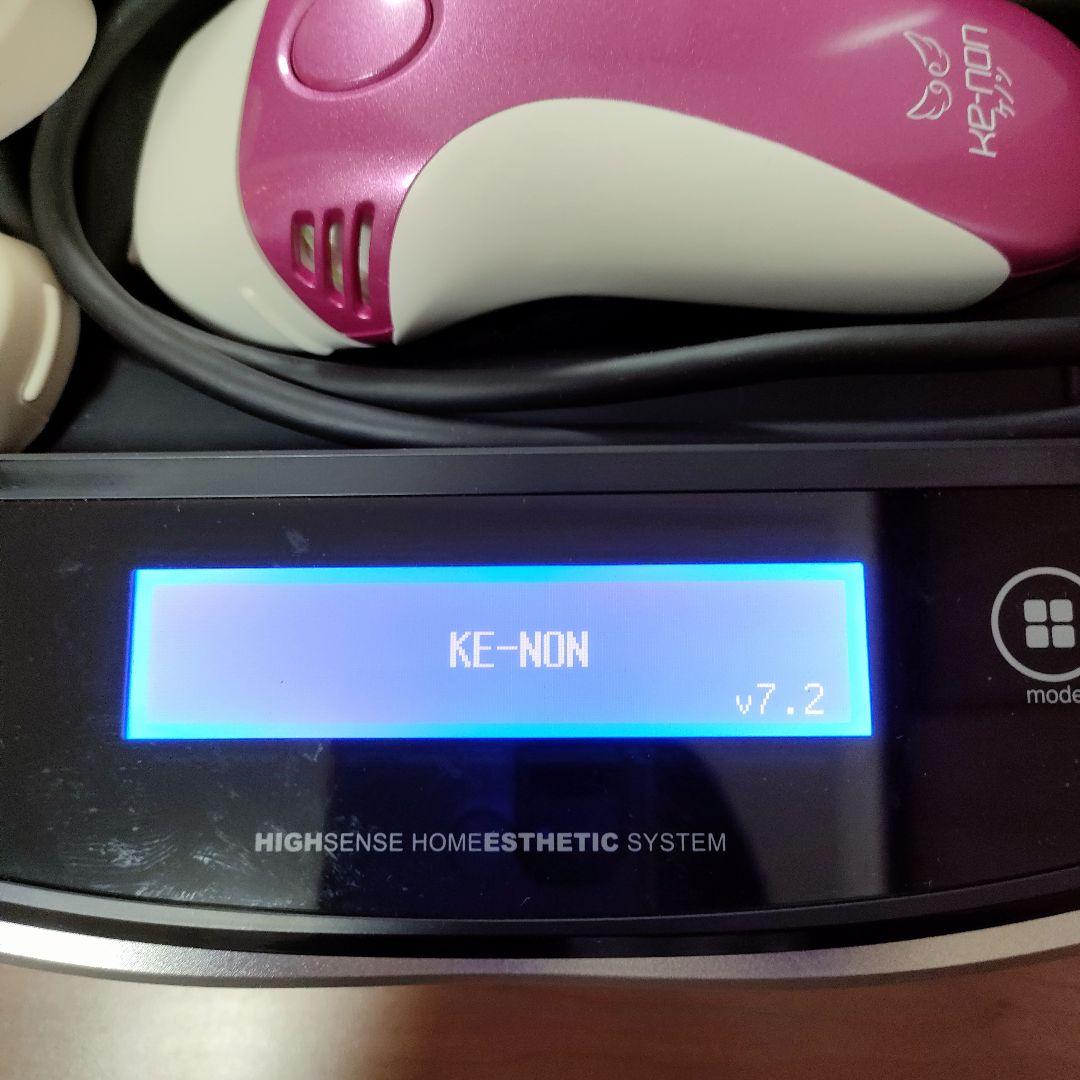 ke-non
ケノン
KE-NON
v7.2
mode
HIGHSENSE HOMEESTHETIC SYSTEM